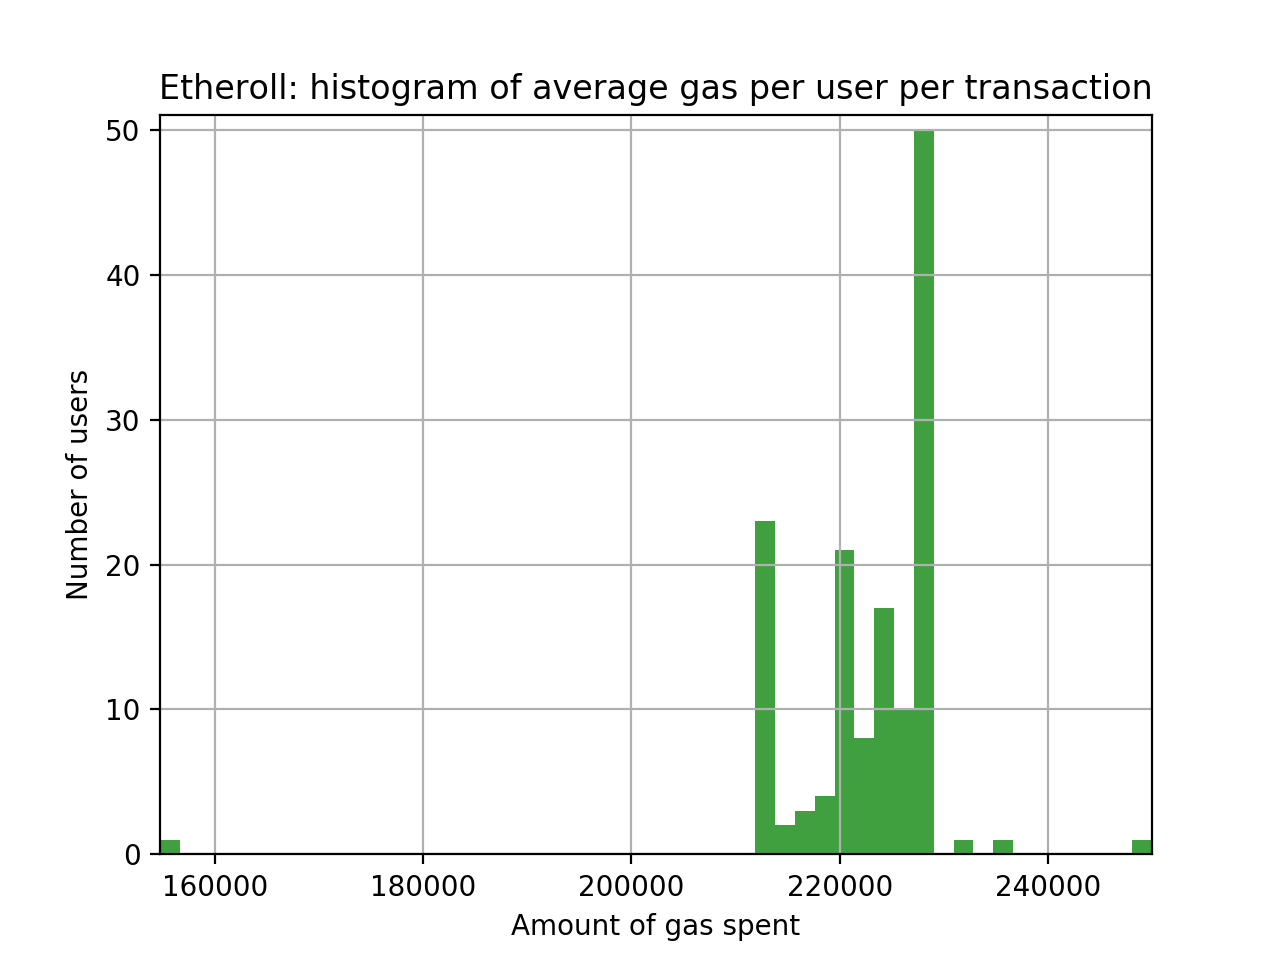 Etheroll: histogram of average gas per user per transaction
50
40
30
20
10
0
Number of users
160000 180000 200000 220000 240000
Amount of gas spent